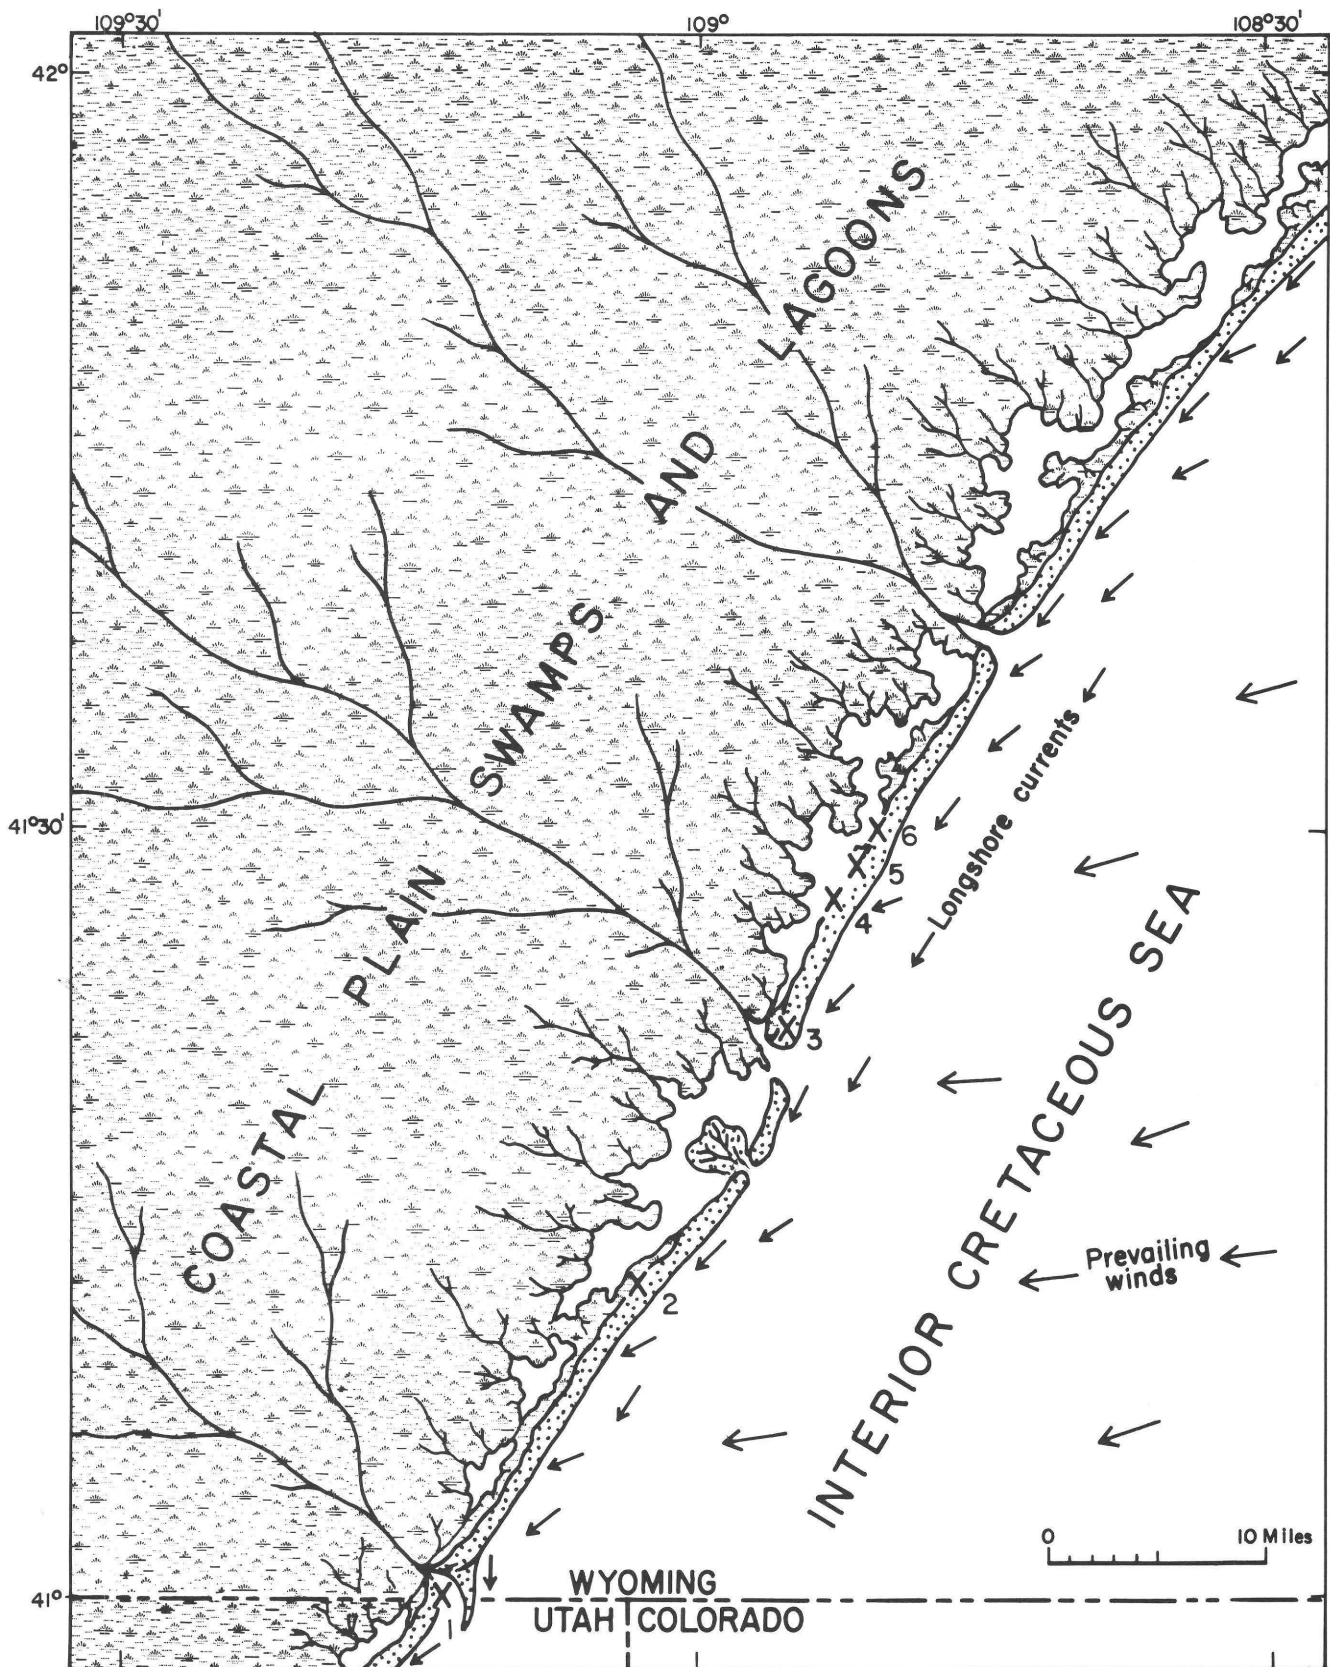 109°30'
109°
108°30'
42°
41°30'
41°
COASTAL PLAIN SWAMPS AND LAGOONS
6
5
4
3
2
1
Longshore currents
INTERIOR CRETACEOUS SEA
Prevailing
winds
0 10 Miles
WYOMING
UTAH COLORADO